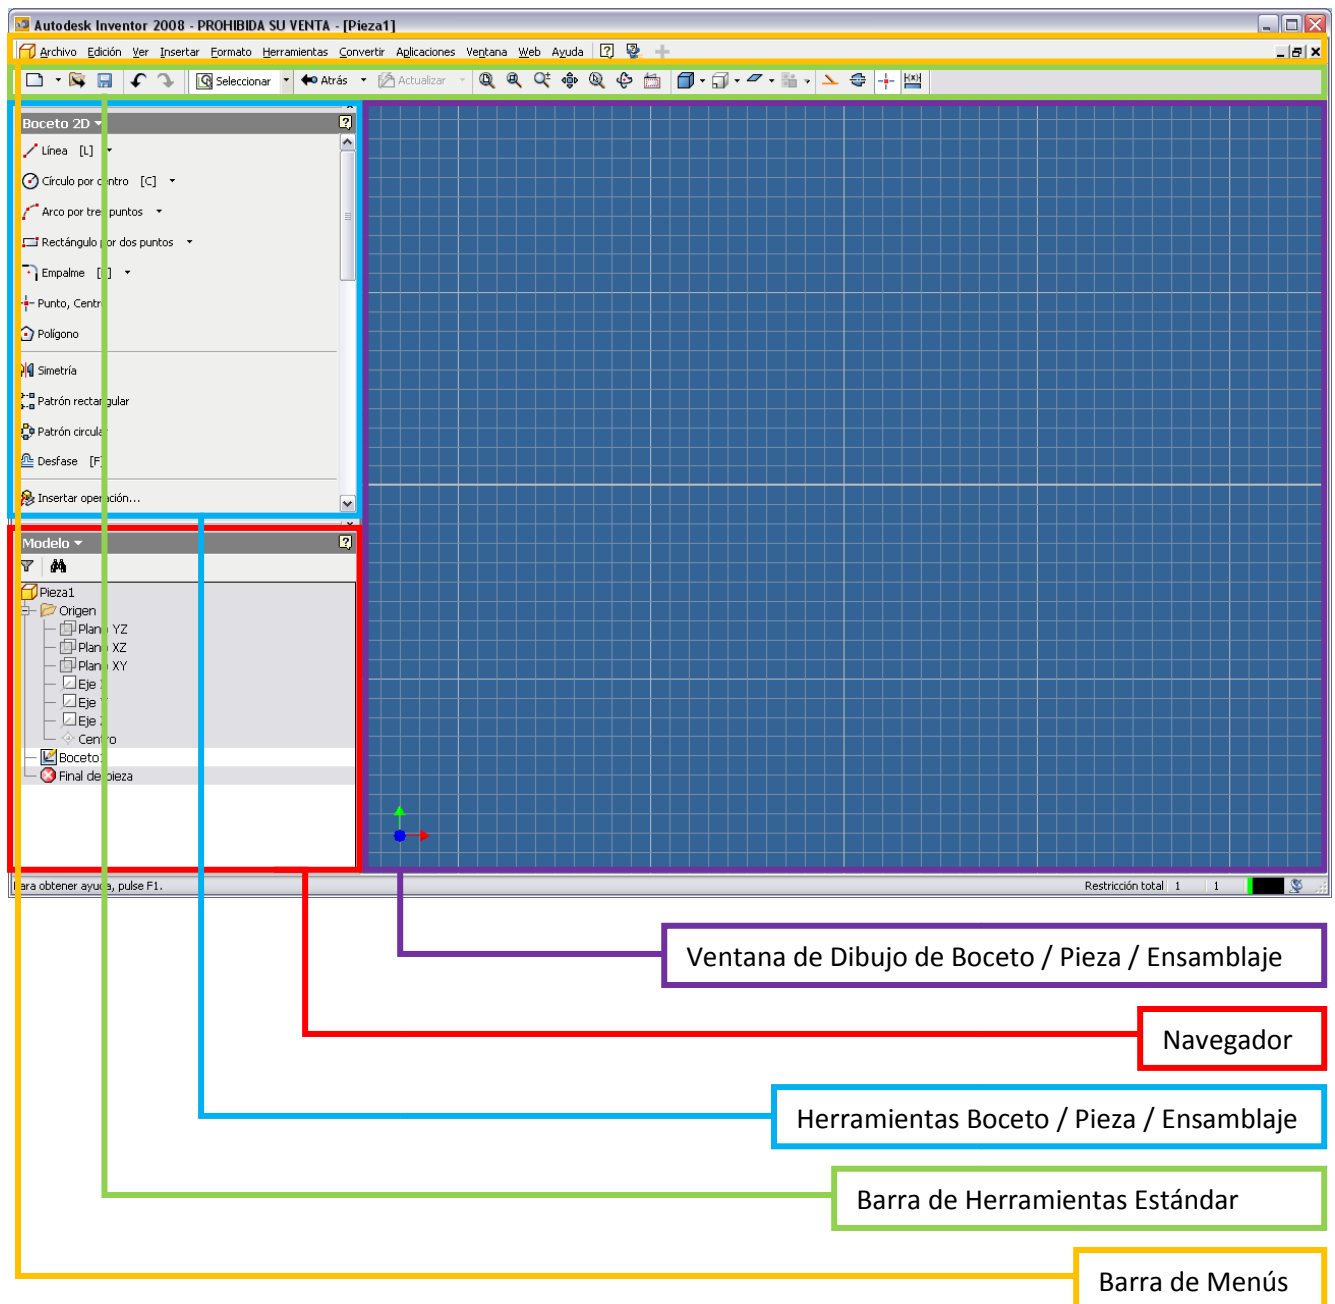 Autodesk Inventor 2008 - PROHIBIDA SU VENTA - [Pieza1]
Archivo Edición Ver Insertar Formato Herramientas Convertir Aplicaciones Ventana Web Ayuda
Seleccionar Atrás Actualizar
Boceto 2D
Línea [L]
Círculo por centro [C]
Arco por tres puntos
Rectángulo por dos puntos
Empalme
Punto, Centro
Polígono
Simetría
Patrón rectangular
Patrón circular
Desfase [F]
Insertar operación...
Modelo
Pieza1
Origen
Plano YZ
Plano XZ
Plano XY
Eje
Eje
Eje
Centro
Boceto1
Final de pieza
Para obtener ayuda, pulse F1.
Restricción total 1 1
Ventana de Dibujo de Boceto / Pieza / Ensamblaje
Navegador
Herramientas Boceto / Pieza / Ensamblaje
Barra de Herramientas Estándar
Barra de Menús